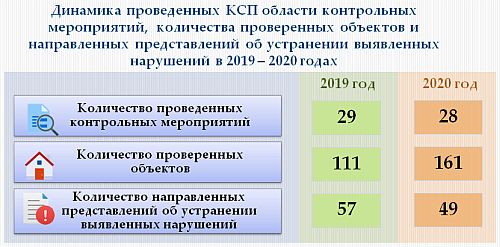 Динамика проведенных КСП области контрольных
мероприятий, количества проверенных объектов и
направленных представлений об устранении выявленных
нарушений в 2019 – 2020 годах
2019 год 2020 год
Количество проведенных
контрольных мероприятий
29 28
Количество проверенных
объектов
111 161
Количество направленных
представлений об устранении
выявленных нарушений
57 49